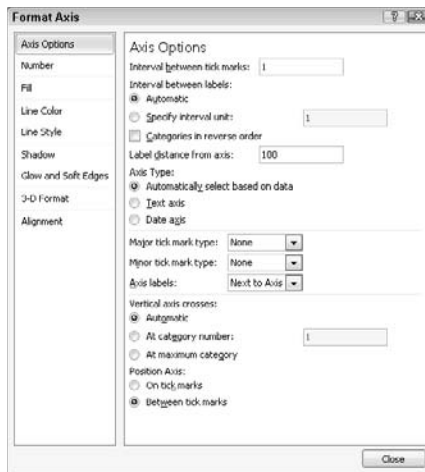 Format Axis
Axis Options
Number
Fill
Line Color
Line Style
Shadow
Glow and Soft Edges
3-D Format
Alignment
Axis Options
Interval between tick marks: 1
Interval between labels:
Automatic
Specify interval unit: 1
Categories in reverse order
Label distance from axis: 100
Axis Type:
Automatically select based on data
Text axis
Date axis
Major tick mark type: None
Minor tick mark type: None
Axis labels: Next to Axis
Vertical axis crosses:
Automatic
At category number: 1
At maximum category
Position Axis:
On tick marks
Between tick marks
Close